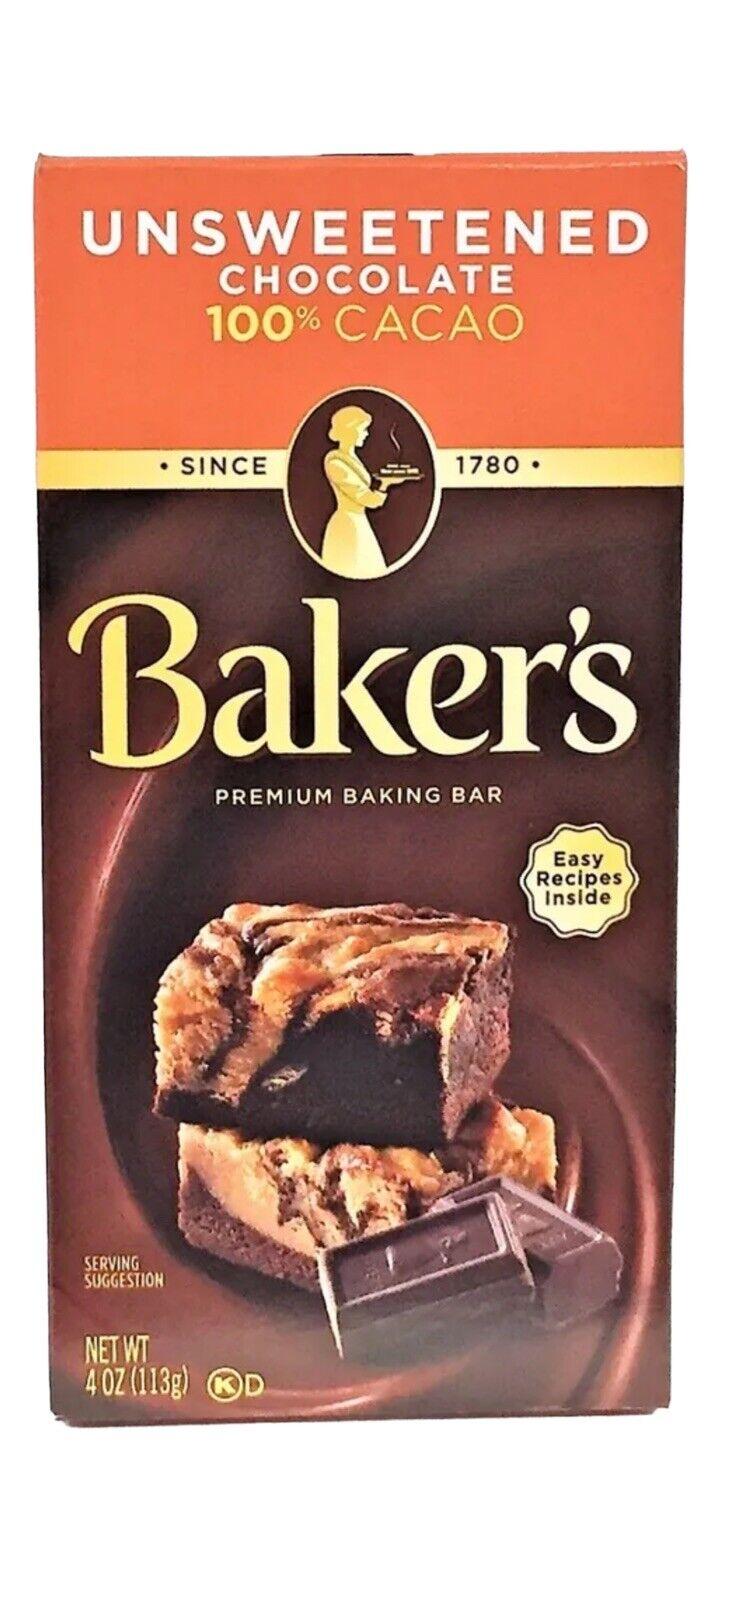 UNSWEETENED
CHOCOLATE
100% CACAO
• SINCE 1780 •
Baker's
PREMIUM BAKING BAR
Easy
Recipes
Inside
SERVING
SUGGESTION
NET WT
4 OZ (113g) K D